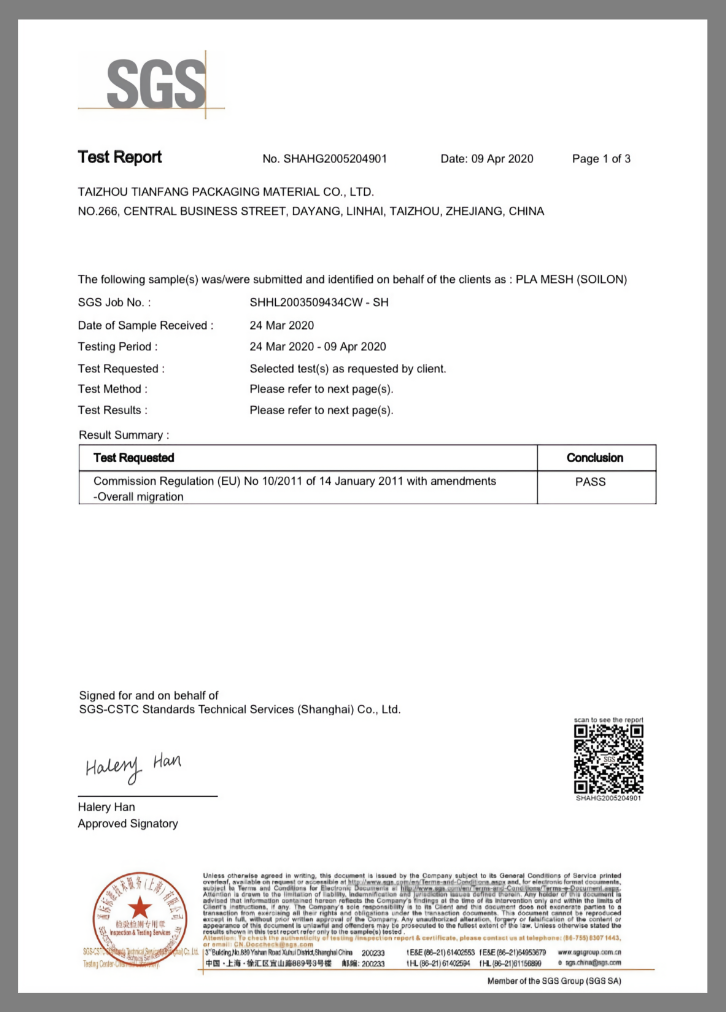 SGS
Test Report No. SHAHG2005204901 Date: 09 Apr 2020 Page 1 of 3
TAIZHOU TIANFANG PACKAGING MATERIAL CO., LTD.
NO.266, CENTRAL BUSINESS STREET, DAYANG, LINHAI, TAIZHOU, ZHEJIANG, CHINA
The following sample(s) was/were submitted and identified on behalf of the clients as : PLA MESH (SOILON)
SGS Job No. : SHHL2003509434CW - SH
Date of Sample Received : 24 Mar 2020
Testing Period : 24 Mar 2020 - 09 Apr 2020
Test Requested : Selected test(s) as requested by client.
Test Method : Please refer to next page(s).
Test Results : Please refer to next page(s).
Result Summary :
Test Requested Conclusion
Commission Regulation (EU) No 10/2011 of 14 January 2011 with amendments PASS
-Overall migration
Signed for and on behalf of
SGS-CSTC Standards Technical Services (Shanghai) Co., Ltd.
scan to see the report
SGS
SHAHG2005204901
Halery Han
Halery Han
Approved Signatory
Unless otherwise agreed in writing, this document is issued by the Company subject to its General Conditions of Service printed
overleaf, available on request or accessible at http://www.sgs.com/en/Terms-and-Conditions.aspx and, for electronic format documents,
subject to Terms and Conditions for Electronic Documents at http://www.sgs.com/en/Terms-and-Conditions/Terms-e-Document.aspx.
Attention is drawn to the limitation of liability, indemnification and jurisdiction issues defined therein. Any holder of this document is
advised that information contained hereon reflects the Company's findings at the time of its intervention only and within the limits of
Client's instructions, if any. The Company's sole responsibility is to its Client and this document does not exonerate parties to a
transaction from exercising all their rights and obligations under the transaction documents. This document cannot be reproduced
except in full, without prior written approval of the Company. Any unauthorized alteration, forgery or falsification of the content or
appearance of this document is unlawful and offenders may be prosecuted to the fullest extent of the law. Unless otherwise stated the
results shown in this test report refer only to the sample(s) tested .
Attention: To check the authenticity of testing /inspection report & certificate, please contact us at telephone: (86-755) 8307 1443,
or email: CN.Doccheck@sgs.com
检验检测专用章
Inspection & Testing Services
SGS-CSTC Technical Services (Shanghai) Co., Ltd.
Testing Center
3rd Building,No.889 Yishan Road Xuhui District,Shanghai China 200233 t E&E (86-21) 61402553 f E&E (86-21)64953679 www.sgsgroup.com.cn
中国・上海・徐汇区宜山路889号3号楼 邮编: 200233 t HL (86-21) 61402594 f HL (86-21)61156899 e sgs.china@sgs.com
Member of the SGS Group (SGS SA)